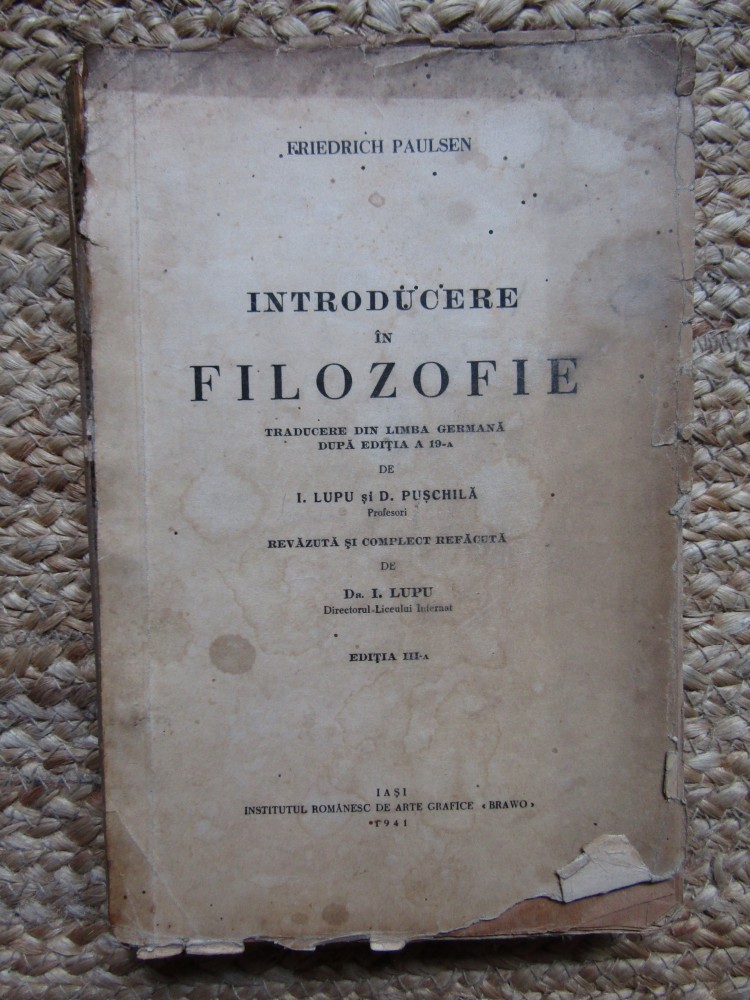 FRIEDRICH PAULSEN
INTRODUCERE
ÎN
FILOZOFIE
TRADUCERE DIN LIMBA GERMANĂ
DUPĂ EDIŢIA A 19-A
DE
I. LUPU şi D. PUŞCHILĂ
Profesori
REVĂZUTĂ ŞI COMPLECT REFĂCUTĂ
DE
DR. I. LUPU
Directorul Liceului Internat
EDIŢIA III-A
IAŞI
INSTITUTUL ROMÂNESC DE ARTE GRAFICE ‹ BRAWO ›
1941